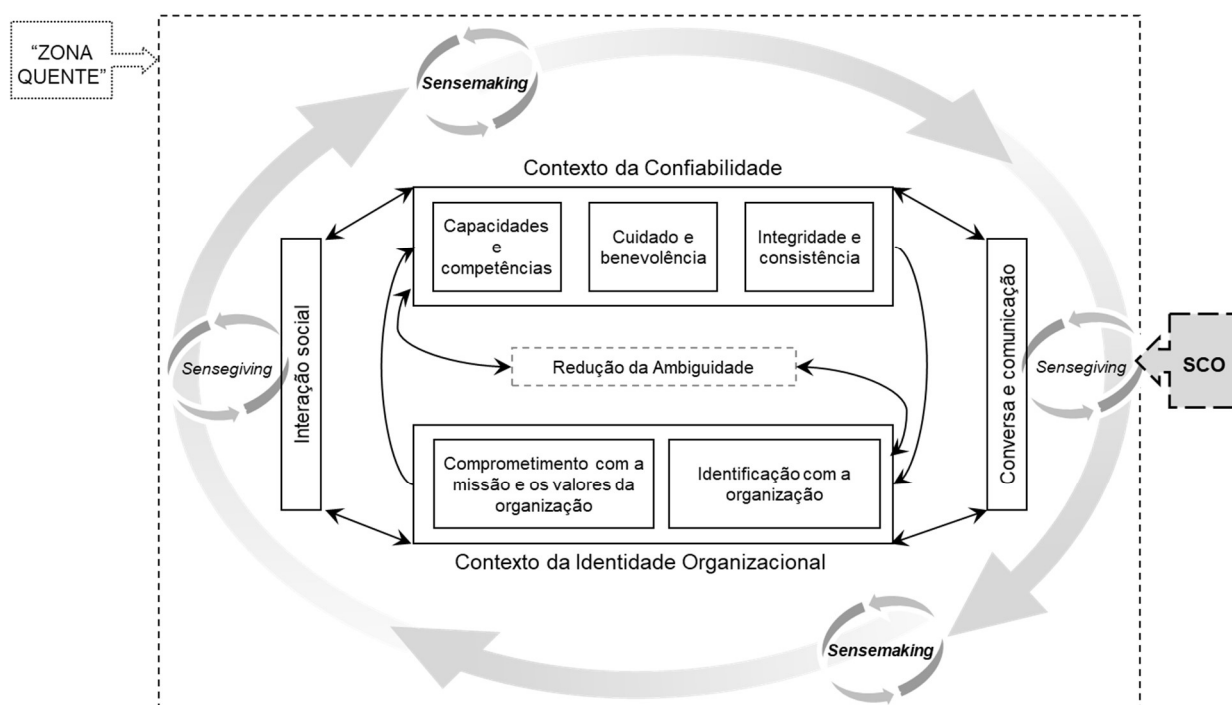 “ZONA
QUENTE”
Sensemaking
Contexto da Confiabilidade
Capacidades
e
competências
Cuidado e
benevolência
Integridade e
consistência
Interação social
Sensegiving
Redução da Ambiguidade
Conversa e comunicação
Sensegiving
SCO
Comprometimento com a
missão e os valores da
organização
Identificação com a
organização
Contexto da Identidade Organizacional
Sensemaking